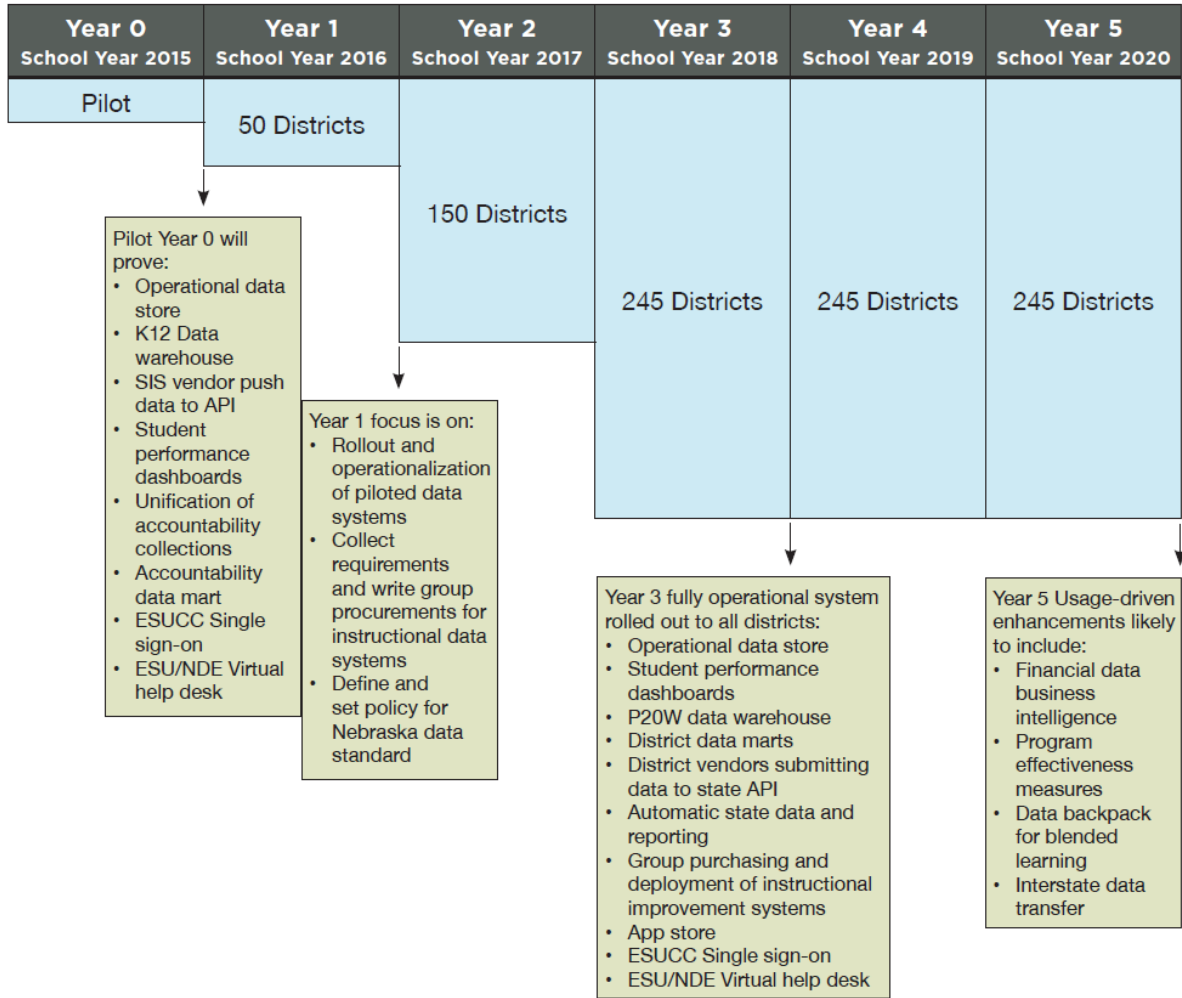 Year 0
School Year 2015
Year 1
School Year 2016
Year 2
School Year 2017
Year 3
School Year 2018
Year 4
School Year 2019
Year 5
School Year 2020
Pilot
50 Districts
150 Districts
245 Districts
245 Districts
245 Districts
Pilot Year 0 will
prove:
• Operational data
store
• K12 Data
warehouse
• SIS vendor push
data to API
• Student
performance
dashboards
• Unification of
accountability
collections
• Accountability
data mart
• ESUCC Single
sign-on
• ESU/NDE Virtual
help desk
Year 1 focus is on:
• Rollout and
operationalization
of piloted data
systems
• Collect
requirements
and write group
procurements for
instructional data
systems
• Define and
set policy for
Nebraska data
standard
Year 3 fully operational system
rolled out to all districts:
• Operational data store
• Student performance
dashboards
• P20W data warehouse
• District data marts
• District vendors submitting
data to state API
• Automatic state data and
reporting
• Group purchasing and
deployment of instructional
improvement systems
• App store
• ESUCC Single sign-on
• ESU/NDE Virtual help desk
Year 5 Usage-driven
enhancements likely
to include:
• Financial data
business
intelligence
• Program
effectiveness
measures
• Data backpack
for blended
learning
• Interstate data
transfer